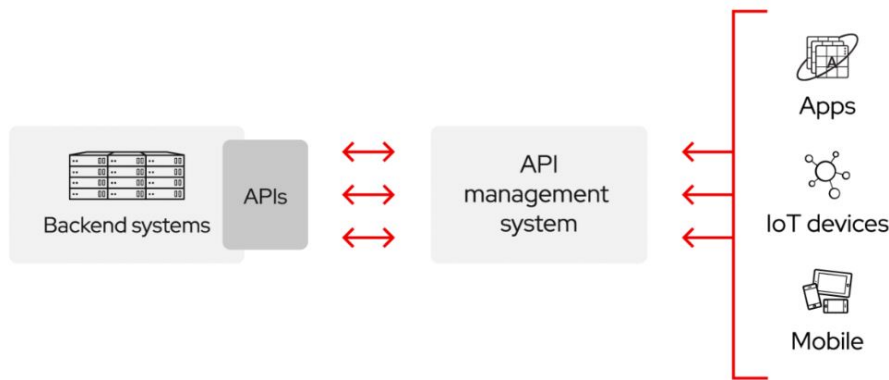 Backend systems
APIs
API
management
system
A
Apps
IoT devices
Mobile